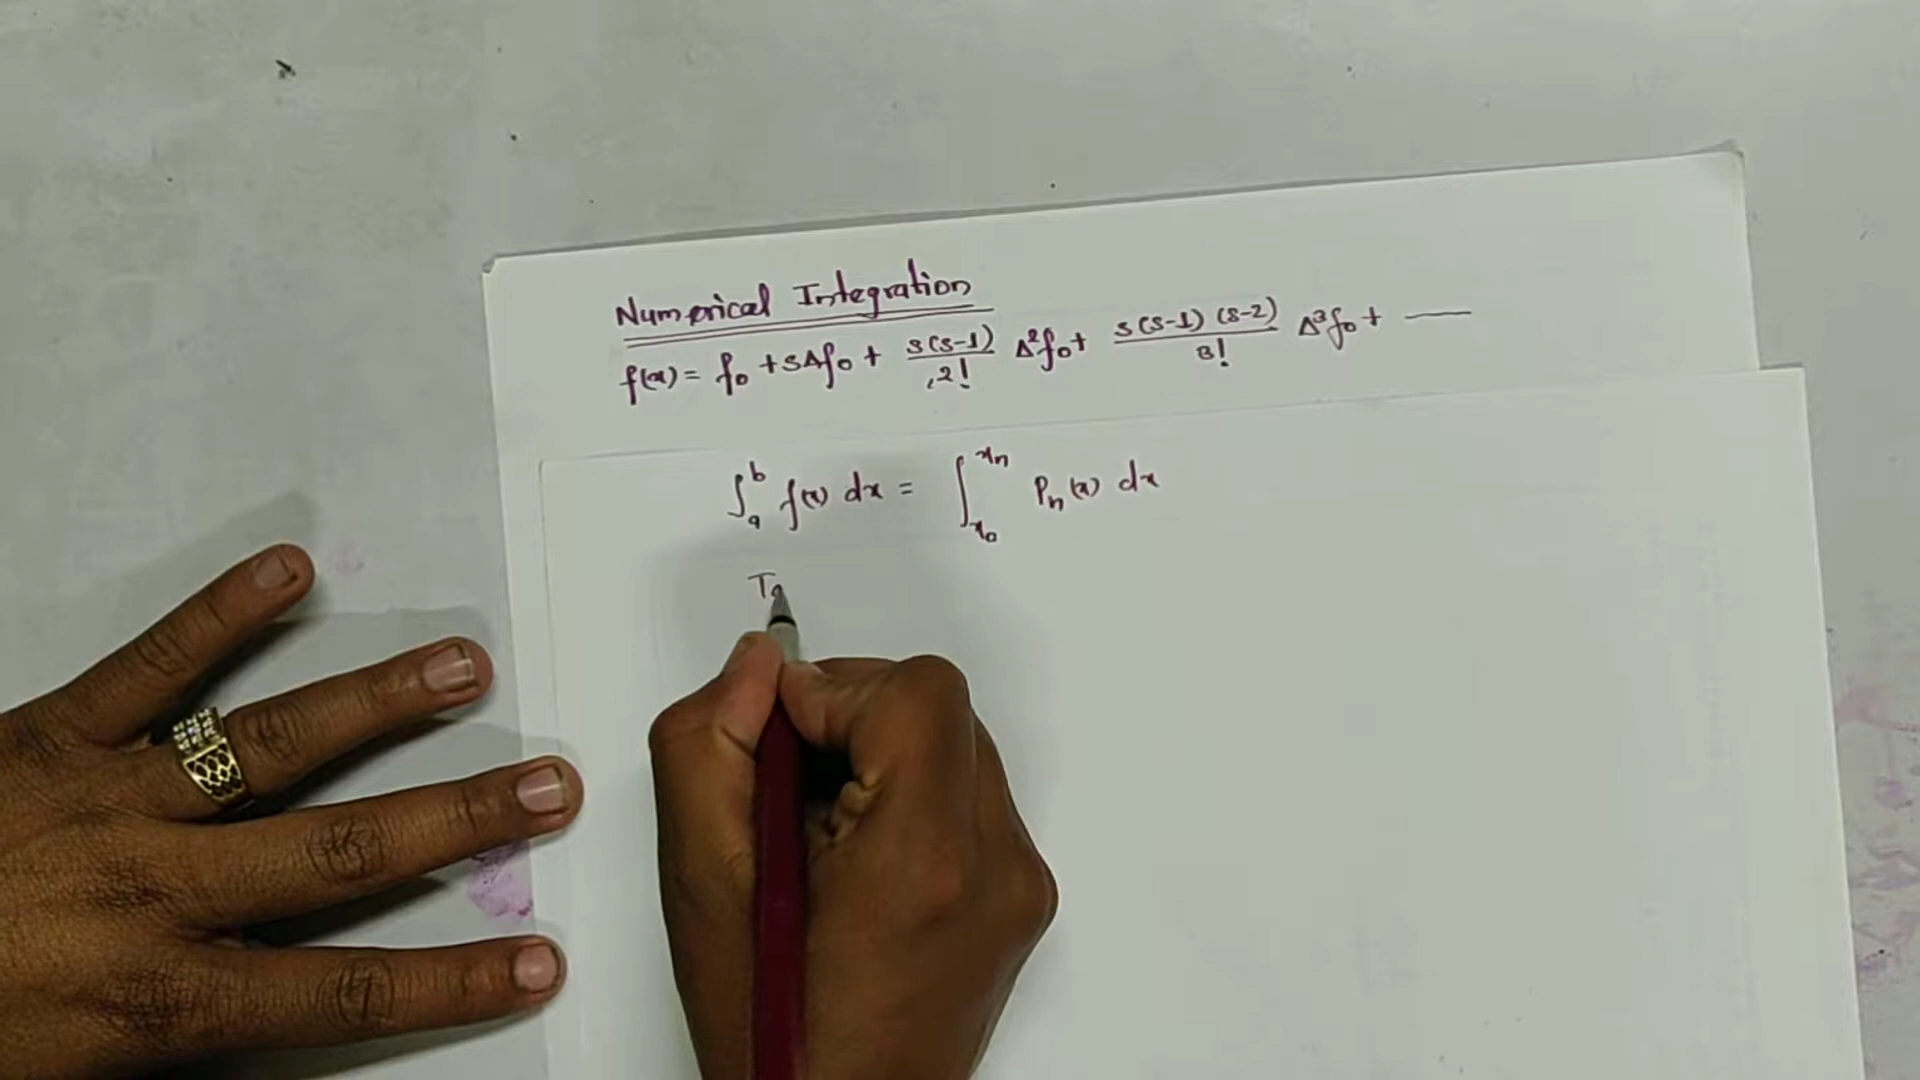 Numerical Integration
f(x) = f₀ + sΔf₀ + s(s-1)/2! Δ²f₀ + s(s-1)(s-2)/3! Δ³f₀ + ——
∫ₐᵇ f(x) dx = ∫ₓ₀ˣⁿ Pₙ(x) dx